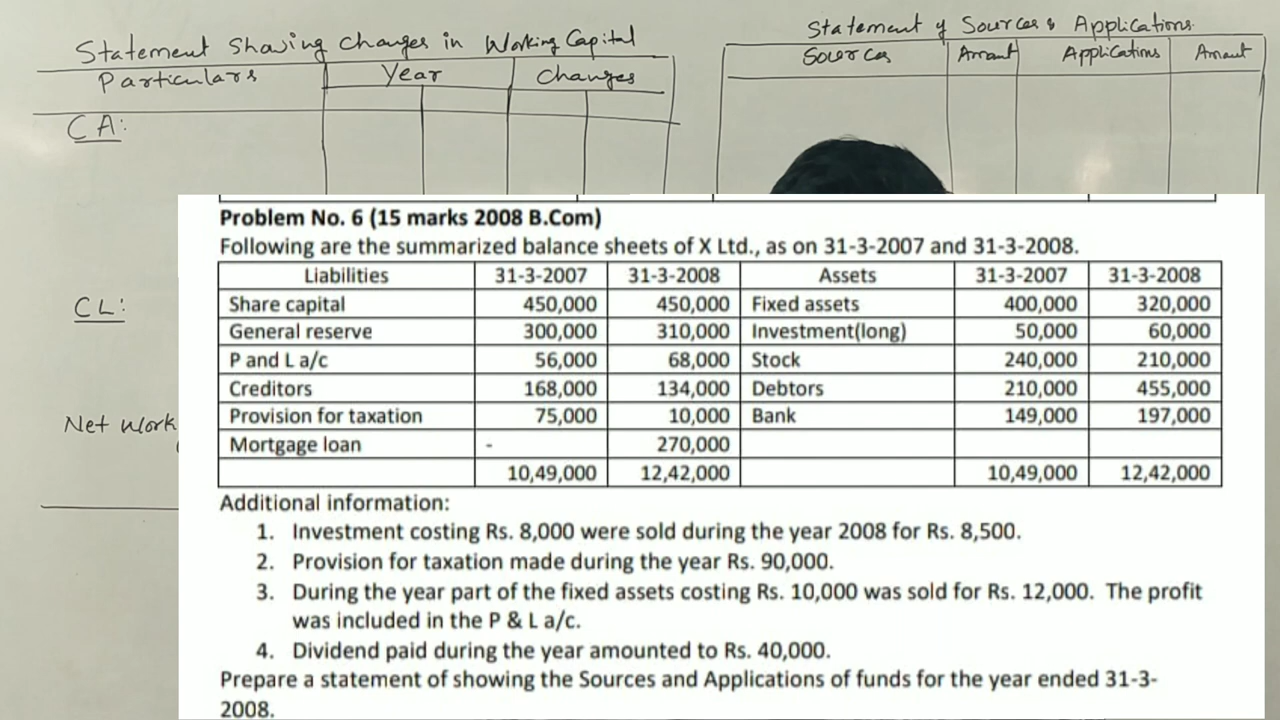 Statement Showing Changes in Working Capital
Particulars Year Changes
CA:
CL:
Net Work
Statement of Sources & Applications.
Sources Amount Applications Amount
Problem No. 6 (15 marks 2008 B.Com)
Following are the summarized balance sheets of X Ltd., as on 31-3-2007 and 31-3-2008.
Liabilities 31-3-2007 31-3-2008 Assets 31-3-2007 31-3-2008
Share capital 450,000 450,000 Fixed assets 400,000 320,000
General reserve 300,000 310,000 Investment(long) 50,000 60,000
P and L a/c 56,000 68,000 Stock 240,000 210,000
Creditors 168,000 134,000 Debtors 210,000 455,000
Provision for taxation 75,000 10,000 Bank 149,000 197,000
Mortgage loan - 270,000
10,49,000 12,42,000 10,49,000 12,42,000
Additional information:
1. Investment costing Rs. 8,000 were sold during the year 2008 for Rs. 8,500.
2. Provision for taxation made during the year Rs. 90,000.
3. During the year part of the fixed assets costing Rs. 10,000 was sold for Rs. 12,000. The profit
was included in the P & L a/c.
4. Dividend paid during the year amounted to Rs. 40,000.
Prepare a statement of showing the Sources and Applications of funds for the year ended 31-3-
2008.